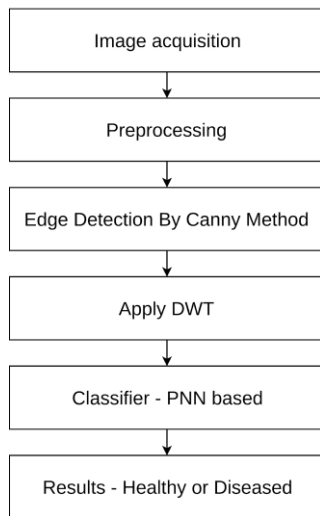 Image acquisition
Preprocessing
Edge Detection By Canny Method
Apply DWT
Classifier - PNN based
Results - Healthy or Diseased